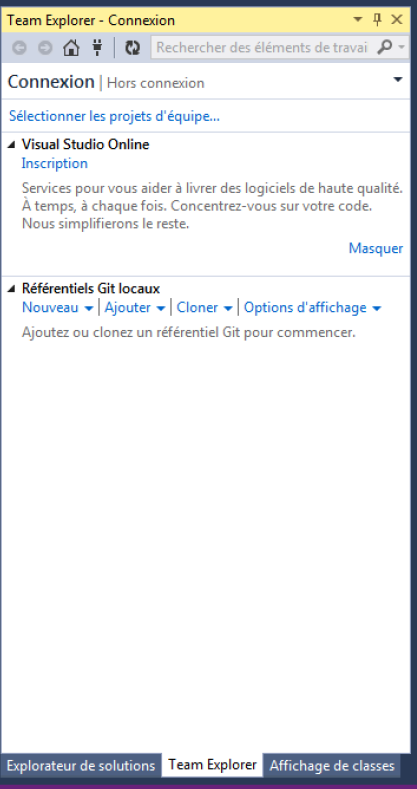 Team Explorer - Connexion
Rechercher des éléments de travai
Connexion | Hors connexion
Sélectionner les projets d'équipe...
Visual Studio Online
Inscription
Services pour vous aider à livrer des logiciels de haute qualité.
À temps, à chaque fois. Concentrez-vous sur votre code.
Nous simplifierons le reste.
Masquer
Référentiels Git locaux
Nouveau | Ajouter | Cloner | Options d'affichage
Ajoutez ou clonez un référentiel Git pour commencer.
Explorateur de solutions Team Explorer Affichage de classes